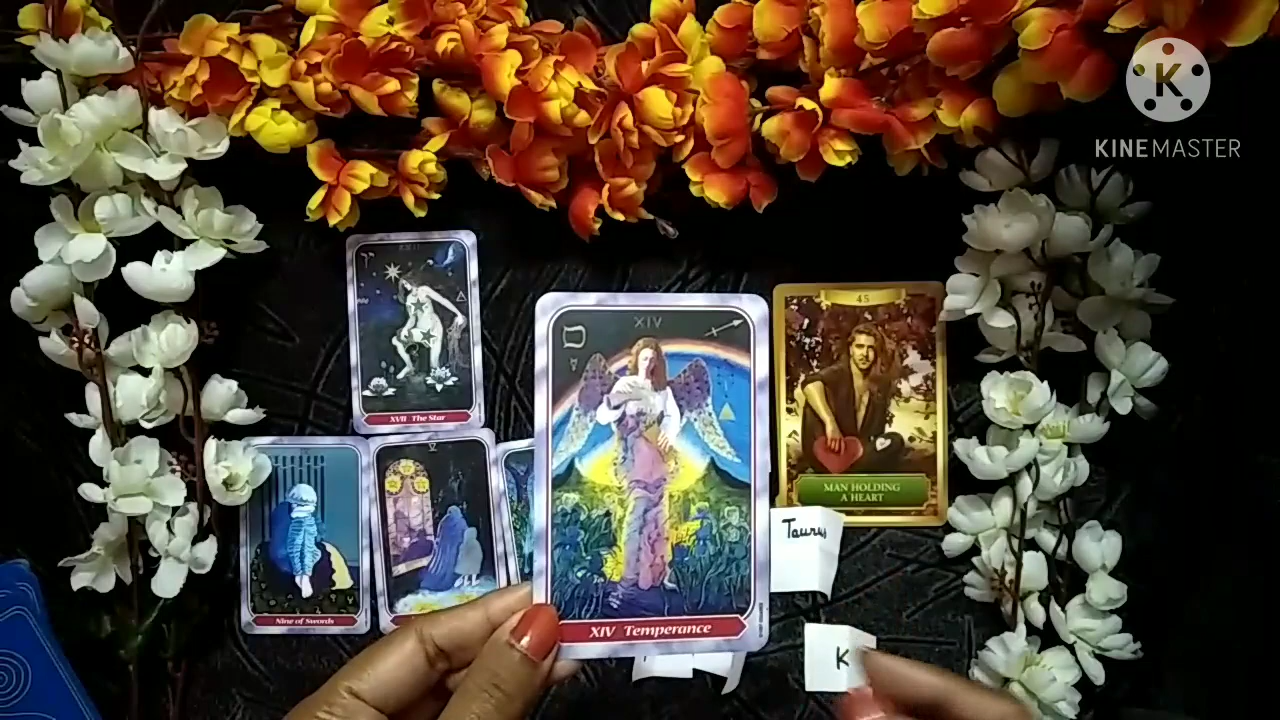 KINEMASTER
XVII The Star
XIV
XIV Temperance
45
MAN HOLDING
A HEART
Nine of Swords
Taurus
K